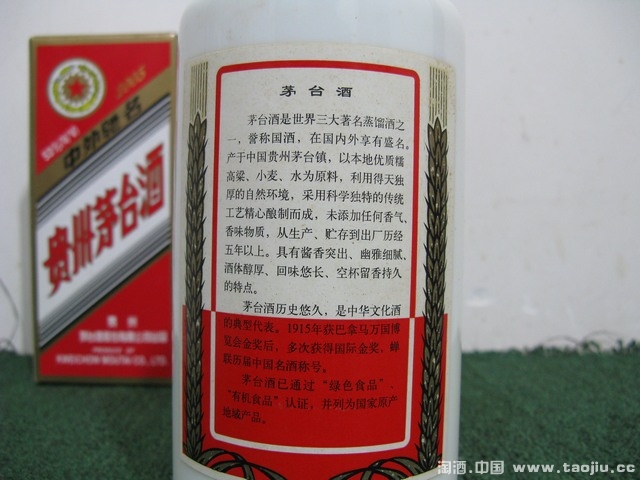 茅台酒
茅台酒是世界三大著名蒸馏酒之
一，誉称国酒，在国内外享有盛名。
产于中国贵州茅台镇，以本地优质糯
高梁、小麦、水为原料，利用得天独
厚的自然环境，采用科学独特的传统
工艺精心酿制而成，未添加任何香气、
香味物质，从生产、贮存到出厂历经
五年以上。具有酱香突出、幽雅细腻、
酒体醇厚、回味悠长、空杯留香持久
的特点。
茅台酒历史悠久，是中华文化酒
的典型代表。1915年获巴拿马万国博
览会金奖后，多次获得国际金奖，蝉
联历届中国名酒称号。
茅台酒已通过“绿色食品”、
“有机食品”认证，并列为国家原产
地域产品。
中外驰名
贵州茅台酒
贵州
淘酒.中国 www.taojiu.cc